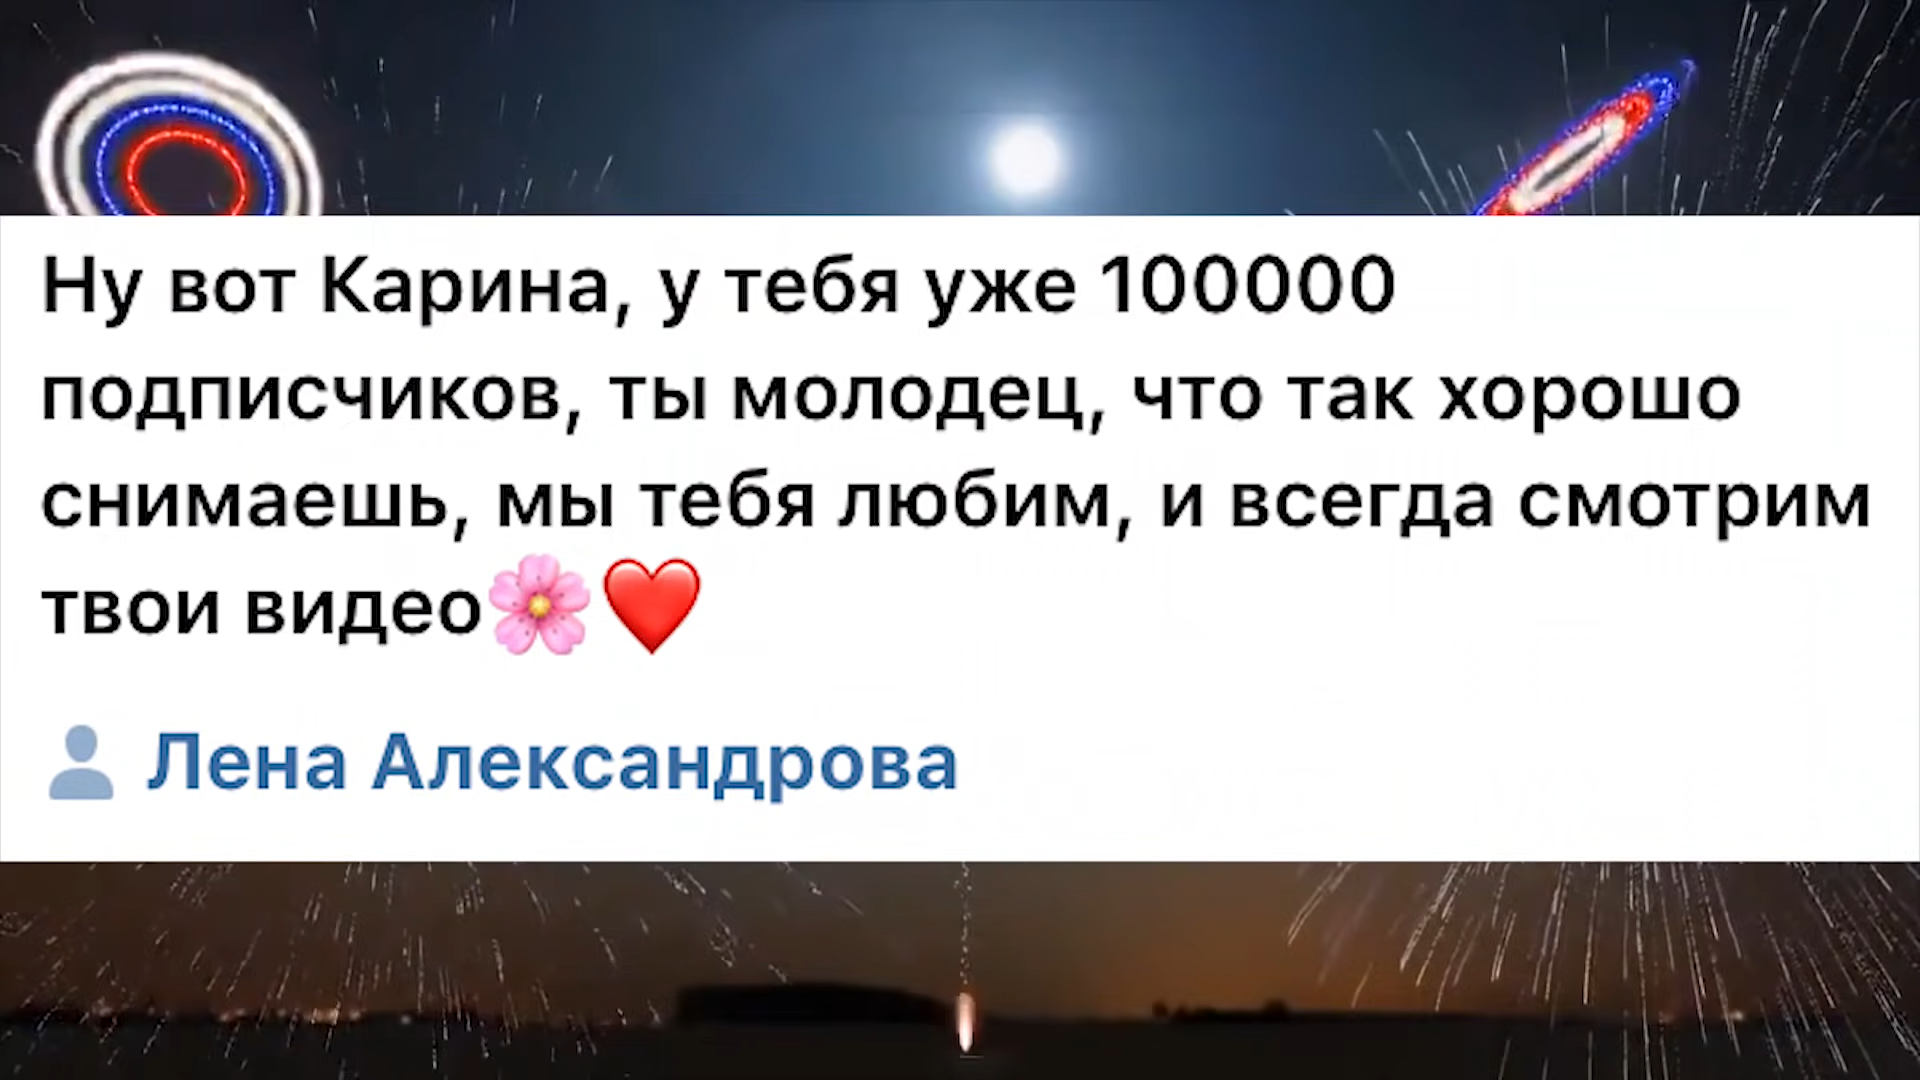 Ну вот Карина, у тебя уже 100000
подписчиков, ты молодец, что так хорошо
снимаешь, мы тебя любим, и всегда смотрим
твои видео🌸❤️
Лена Александрова